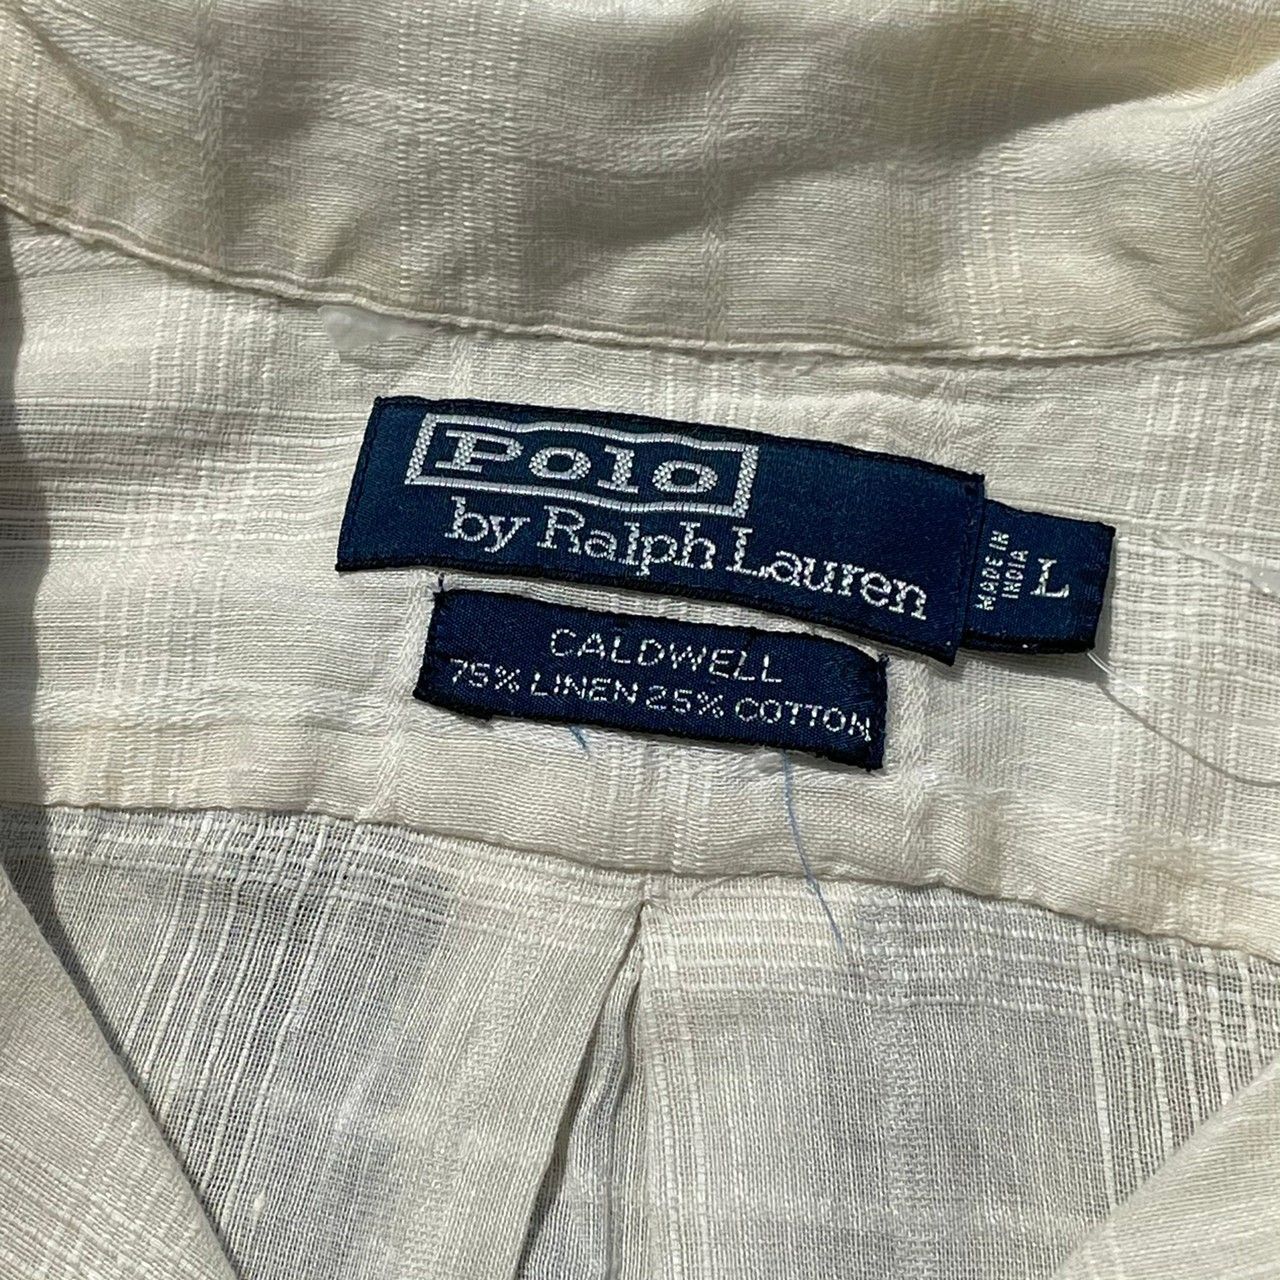 Polo
by Ralph Lauren
MADE IN
INDIA
L
CALDWELL
75% LINEN 25% COTTON